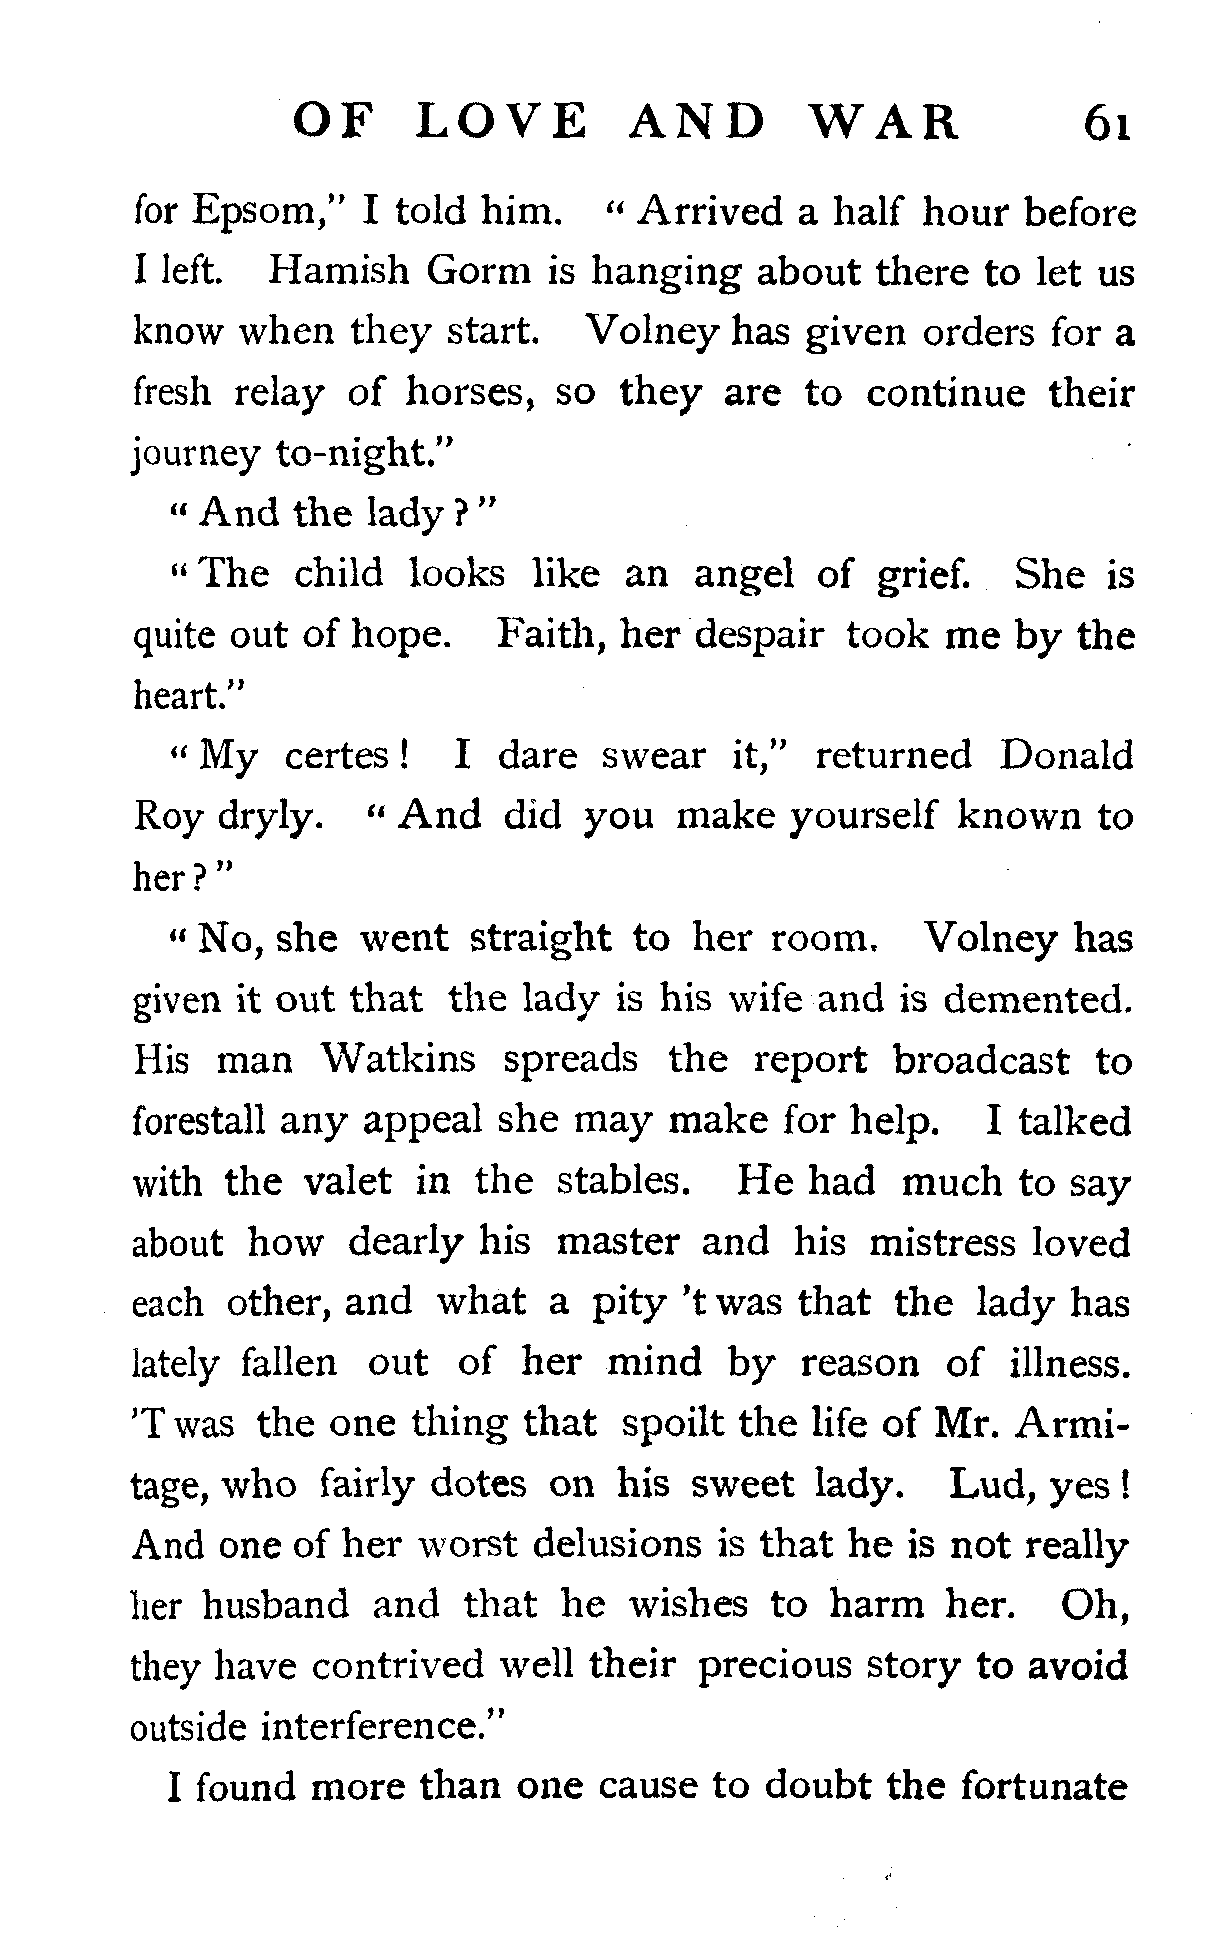 OF LOVE AND WAR 61
for Epsom," I told him. " Arrived a half hour before
I left. Hamish Gorm is hanging about there to let us
know when they start. Volney has given orders for a
fresh relay of horses, so they are to continue their
journey to-night."
" And the lady ? "
" The child looks like an angel of grief. She is
quite out of hope. Faith, her despair took me by the
heart."
" My certes ! I dare swear it," returned Donald
Roy dryly. " And did you make yourself known to
her ? "
" No, she went straight to her room. Volney has
given it out that the lady is his wife and is demented.
His man Watkins spreads the report broadcast to
forestall any appeal she may make for help. I talked
with the valet in the stables. He had much to say
about how dearly his master and his mistress loved
each other, and what a pity 't was that the lady has
lately fallen out of her mind by reason of illness.
'T was the one thing that spoilt the life of Mr. Armi-
tage, who fairly dotes on his sweet lady. Lud, yes !
And one of her worst delusions is that he is not really
her husband and that he wishes to harm her. Oh,
they have contrived well their precious story to avoid
outside interference."
I found more than one cause to doubt the fortunate